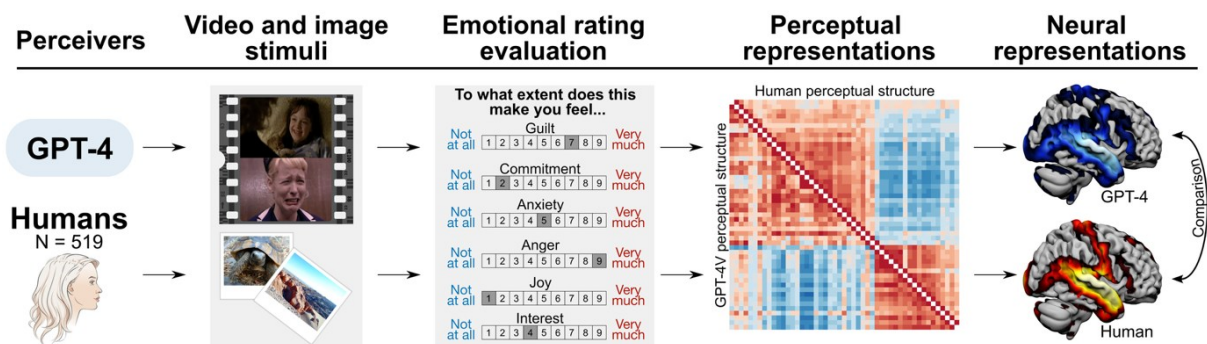 Perceivers
Video and image
stimuli
Emotional rating
evaluation
Perceptual
representations
Neural
representations
GPT-4
Humans
N = 519
To what extent does this
make you feel...
Guilt
Not
at all
1 2 3 4 5 6 7 8 9
Very
much
Commitment
Not
at all
1 2 3 4 5 6 7 8 9
Very
much
Anxiety
Not
at all
1 2 3 4 5 6 7 8 9
Very
much
Anger
Not
at all
1 2 3 4 5 6 7 8 9
Very
much
Joy
Not
at all
1 2 3 4 5 6 7 8 9
Very
much
Interest
Not
at all
1 2 3 4 5 6 7 8 9
Very
much
Human perceptual structure
GPT-4V perceptual structure
GPT-4
Human
Comparison